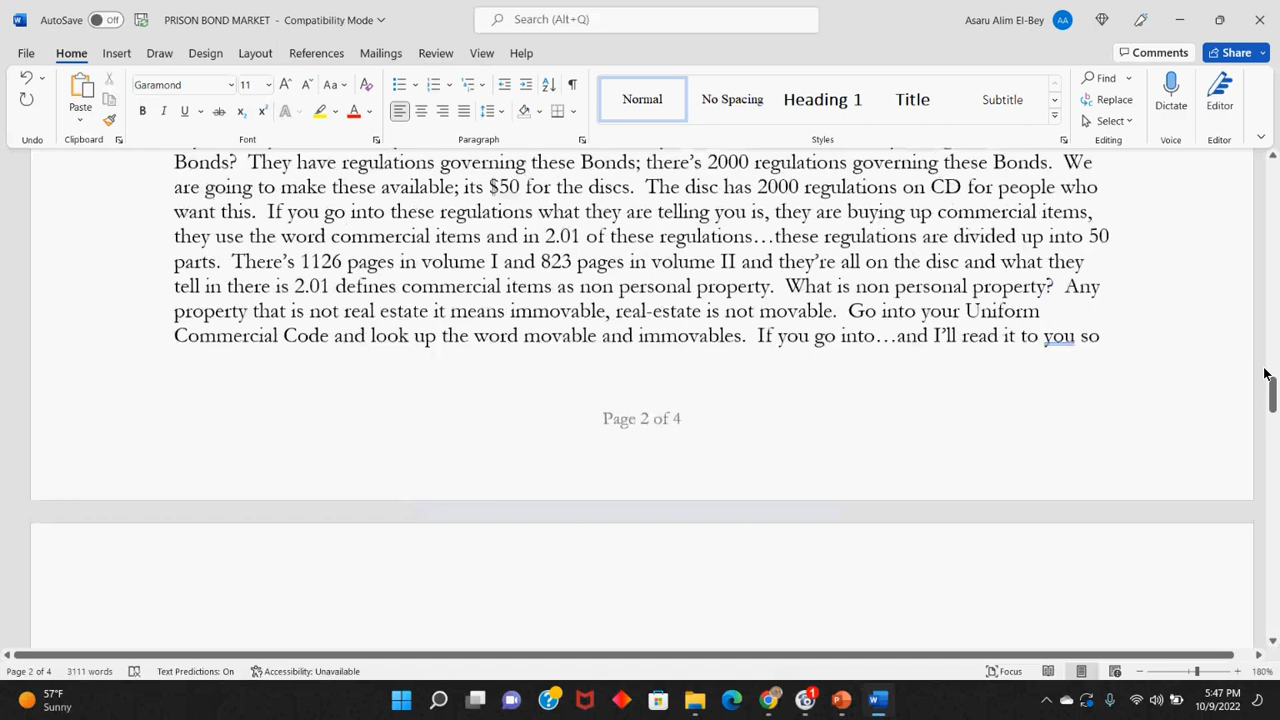 AutoSave Off PRISON BOND MARKET - Compatibility Mode Search (Alt+Q) Asaru Alim El-Bey AA
File Home Insert Draw Design Layout References Mailings Review View Help Comments Share
Paste Garamond 11 Normal No Spacing Heading 1 Title Subtitle Find Replace Select Dictate Editor
Undo Clipboard Font Paragraph Styles Editing Voice Editor
Bonds? They have regulations governing these Bonds; there's 2000 regulations governing these Bonds. We
are going to make these available; its $50 for the discs. The disc has 2000 regulations on CD for people who
want this. If you go into these regulations what they are telling you is, they are buying up commercial items,
they use the word commercial items and in 2.01 of these regulations…these regulations are divided up into 50
parts. There's 1126 pages in volume I and 823 pages in volume II and they're all on the disc and what they
tell in there is 2.01 defines commercial items as non personal property. What is non personal property? Any
property that is not real estate it means immovable, real-estate is not movable. Go into your Uniform
Commercial Code and look up the word movable and immovables. If you go into…and I'll read it to you so
Page 2 of 4
Page 2 of 4 3111 words Text Predictions: On Accessibility: Unavailable Focus 180%
57°F 5:47 PM
Sunny 10/9/2022